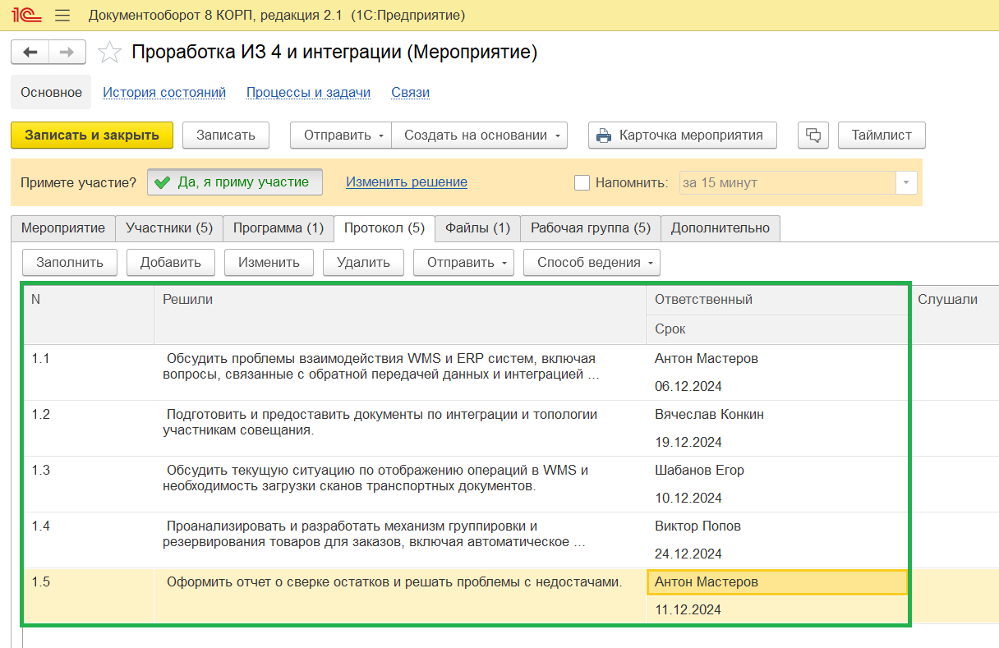 1С Документооборот 8 КОРП, редакция 2.1 (1С:Предприятие)
Проработка ИЗ 4 и интеграции (Мероприятие)
Основное История состояний Процессы и задачи Связи
Записать и закрыть Записать Отправить Создать на основании Карточка мероприятия Таймлист
Примете участие? Да, я приму участие Изменить решение Напомнить: за 15 минут
Мероприятие Участники (5) Программа (1) Протокол (5) Файлы (1) Рабочая группа (5) Дополнительно
Заполнить Добавить Изменить Удалить Отправить Способ ведения
N Решили Ответственный Слушали
Срок
1.1 Обсудить проблемы взаимодействия WMS и ERP систем, включая Антон Мастеров
вопросы, связанные с обратной передачей данных и интеграцией ...
06.12.2024
1.2 Подготовить и предоставить документы по интеграции и топологии Вячеслав Конкин
участникам совещания.
19.12.2024
1.3 Обсудить текущую ситуацию по отображению операций в WMS и Шабанов Егор
необходимость загрузки сканов транспортных документов.
10.12.2024
1.4 Проанализировать и разработать механизм группировки и Виктор Попов
резервирования товаров для заказов, включая автоматическое ...
24.12.2024
1.5 Оформить отчет о сверке остатков и решать проблемы с недостачами. Антон Мастеров
11.12.2024